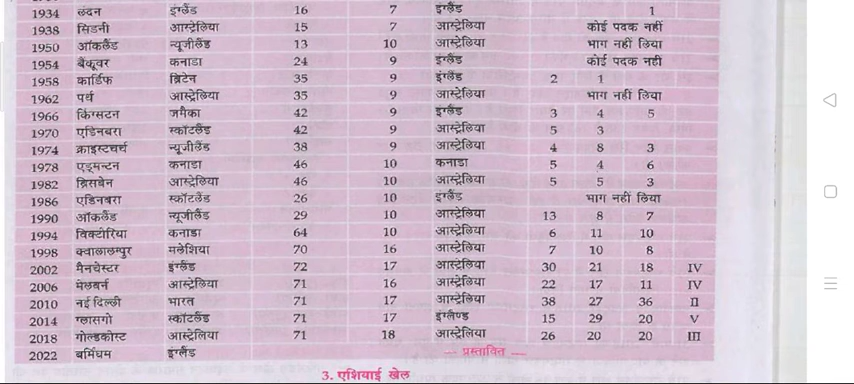 1934 लंदन इंग्लैंड 16 7 इंग्लैंड 1
1938 सिडनी आस्ट्रेलिया 15 7 आस्ट्रेलिया कोई पदक नहीं
1950 ऑकलैंड न्यूजीलैंड 13 10 आस्ट्रेलिया भाग नहीं लिया
1954 बैंकूवर कनाडा 24 9 इंग्लैंड कोई पदक नहीं
1958 कार्डिफ ब्रिटेन 35 9 इंग्लैंड 2 1
1962 पर्थ आस्ट्रेलिया 35 9 आस्ट्रेलिया भाग नहीं लिया
1966 किंग्सटन जमैका 42 9 इंग्लैंड 3 4 5
1970 एडिनबरा स्कॉटलैंड 42 9 आस्ट्रेलिया 5 3
1974 क्राइस्टचर्च न्यूजीलैंड 38 9 आस्ट्रेलिया 4 8 3
1978 एड्मन्टन कनाडा 46 10 कनाडा 5 4 6
1982 ब्रिसबेन आस्ट्रेलिया 46 10 आस्ट्रेलिया 5 5 3
1986 एडिनबरा स्कॉटलैंड 26 10 इंग्लैंड भाग नहीं लिया
1990 ऑकलैंड न्यूजीलैंड 29 10 आस्ट्रेलिया 13 8 7
1994 विक्टोरिया कनाडा 64 10 आस्ट्रेलिया 6 11 10
1998 क्वालालम्पुर मलेशिया 70 16 आस्ट्रेलिया 7 10 8
2002 मैनचेस्टर इंग्लैंड 72 17 आस्ट्रेलिया 30 21 18 IV
2006 मेलबर्न आस्ट्रेलिया 71 16 आस्ट्रेलिया 22 17 11 IV
2010 नई दिल्ली भारत 71 17 आस्ट्रेलिया 38 27 36 II
2014 ग्लासगो स्कॉटलैंड 71 17 इंग्लैण्ड 15 29 20 V
2018 गोल्डकोस्ट आस्ट्रेलिया 71 18 आस्ट्रेलिया 26 20 20 III
2022 बर्मिंघम इंग्लैंड — प्रस्तावित —
3. एशियाई खेल